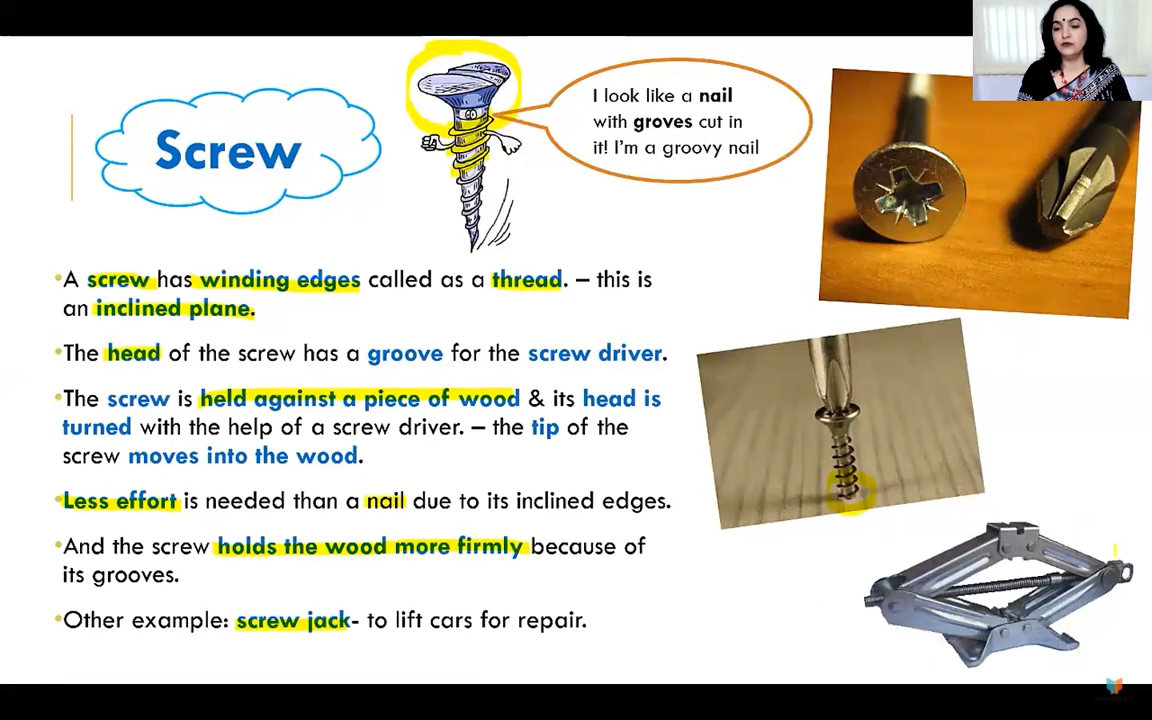 Screw
I look like a nail
with groves cut in
it! I'm a groovy nail
•A screw has winding edges called as a thread. – this is
an inclined plane.
•The head of the screw has a groove for the screw driver.
•The screw is held against a piece of wood & its head is
turned with the help of a screw driver. – the tip of the
screw moves into the wood.
•Less effort is needed than a nail due to its inclined edges.
•And the screw holds the wood more firmly because of
its grooves.
•Other example: screw jack- to lift cars for repair.